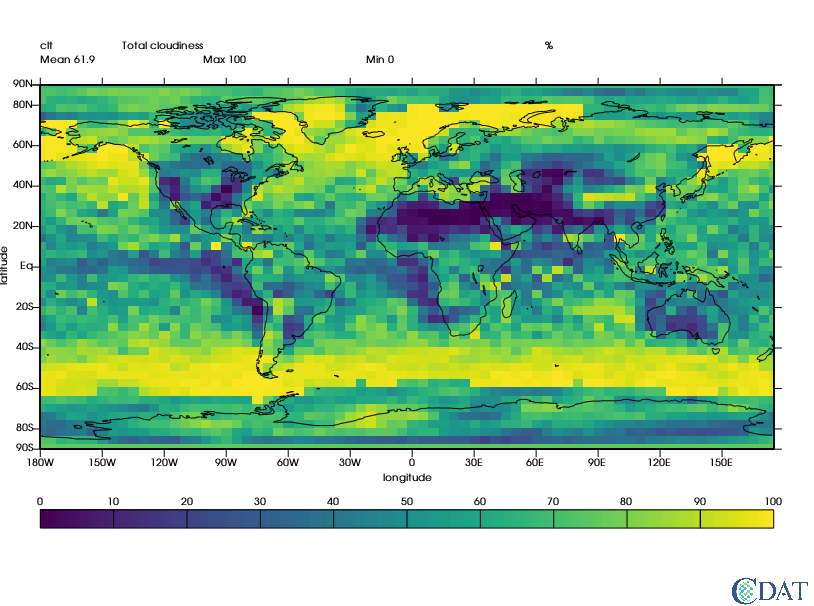 clt Total cloudiness %
Mean 61.9 Max 100 Min 0
90N
80N
60N
40N
20N
Eq
20S
40S
60S
80S
90S
latitude
180W 150W 120W 90W 60W 30W 0 30E 60E 90E 120E 150E
longitude
0 10 20 30 40 50 60 70 80 90 100
CDAT